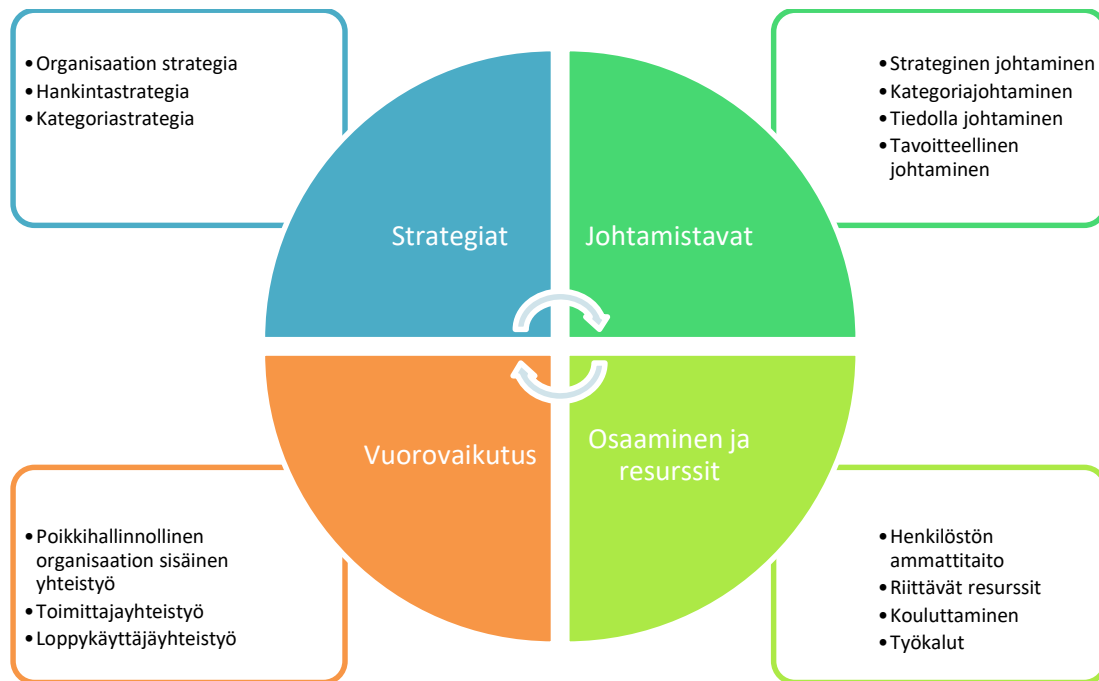 •Organisaation strategia
•Hankintastrategia
•Kategoriastrategia
•Strateginen johtaminen
•Kategoriajohtaminen
•Tiedolla johtaminen
•Tavoitteellinen
johtaminen
Strategiat
Johtamistavat
Vuorovaikutus
Osaaminen ja
resurssit
•Poikkihallinnollinen
organisaation sisäinen
yhteistyö
•Toimittajayhteistyö
•Loppykäyttäjäyhteistyö
•Henkilöstön
ammattitaito
•Riittävät resurssit
•Kouluttaminen
•Työkalut